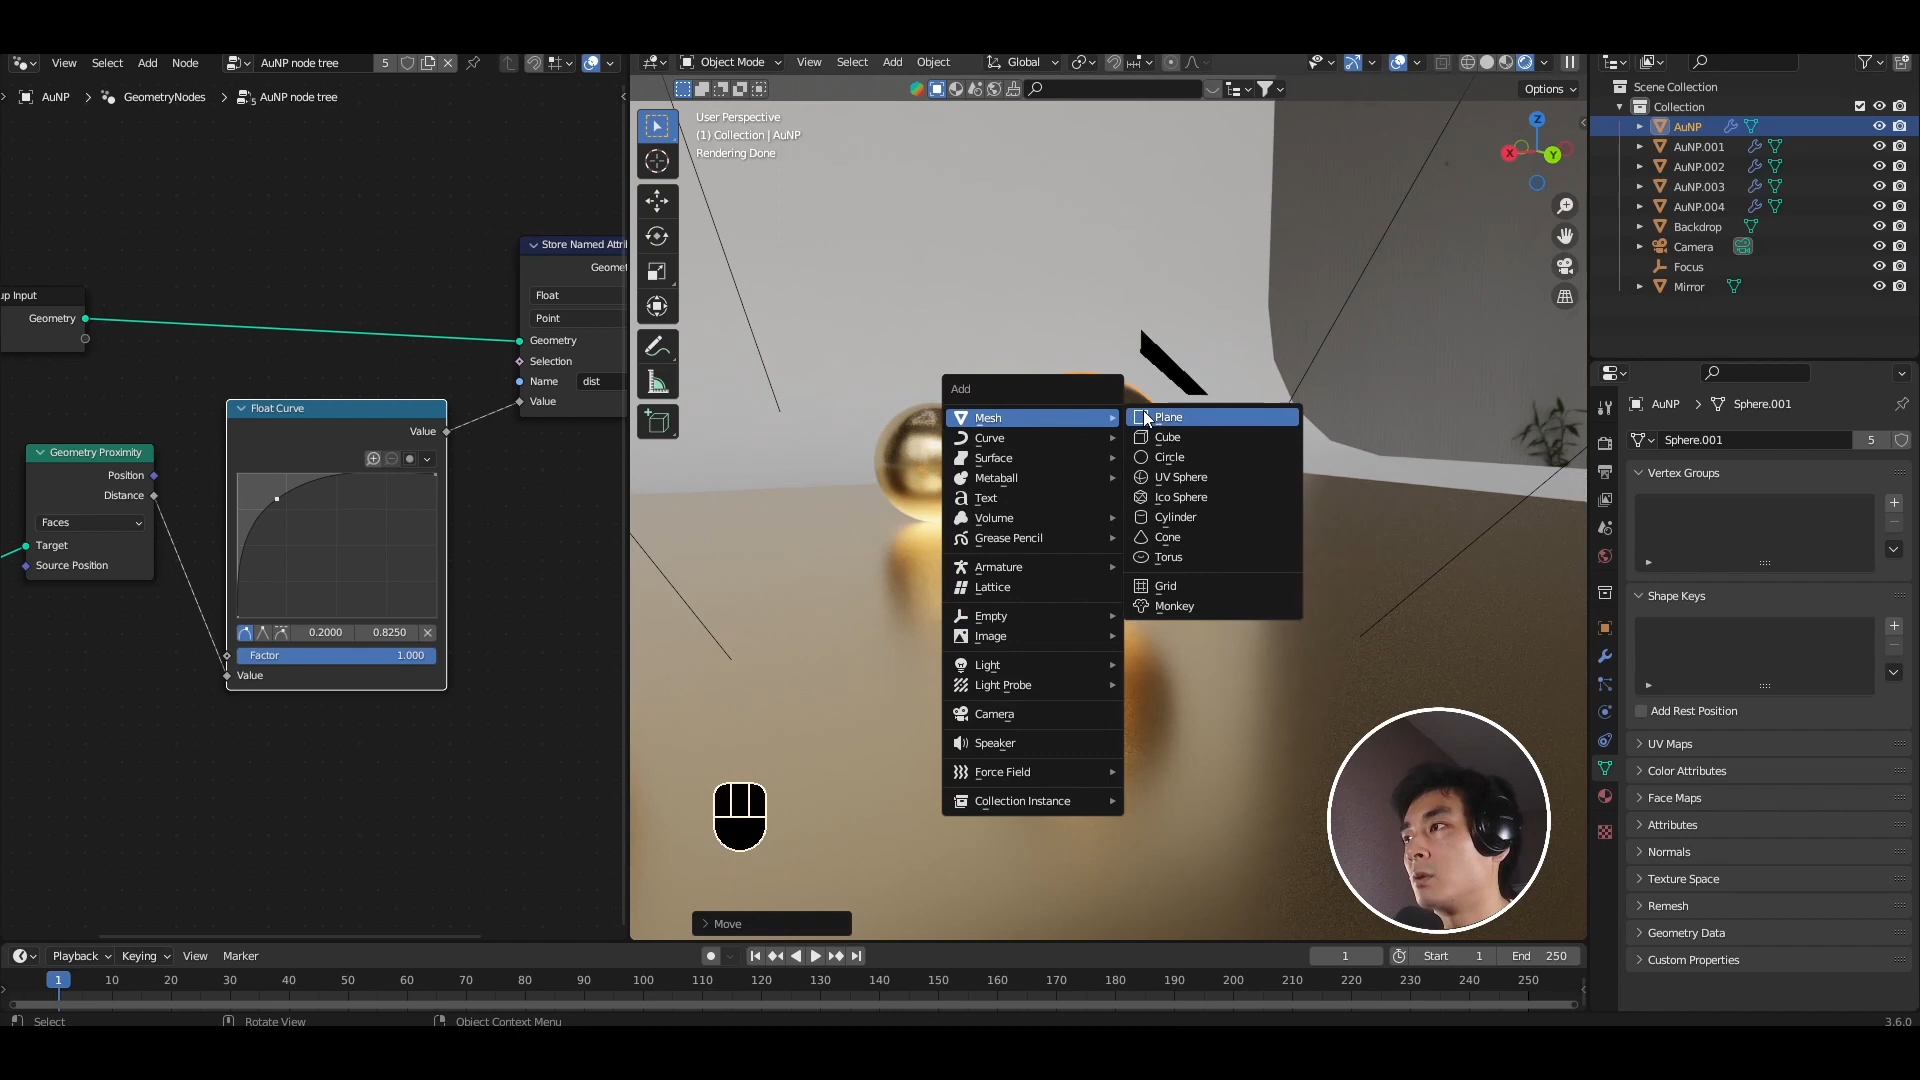 View Select Add Node
AuNP node tree 5
Object Mode View Select Add Object
Global
AuNP > GeometryNodes > AuNP node tree
Options
User Perspective
(1) Collection | AuNP
Rendering Done
Z
X
Y
Scene Collection
Collection
AuNP
AuNP.001
AuNP.002
AuNP.003
AuNP.004
Backdrop
Camera
Focus
Mirror
up Input
Geometry
Store Named Attri
Geomet
Float
Point
Geometry
Selection
Name dist
Value
Float Curve
Value
0.2000 0.8250
Factor 1.000
Value
Geometry Proximity
Position
Distance
Faces
Target
Source Position
Add
Mesh
Curve
Surface
Metaball
Text
Volume
Grease Pencil
Armature
Lattice
Empty
Image
Light
Light Probe
Camera
Speaker
Force Field
Collection Instance
Plane
Cube
Circle
UV Sphere
Ico Sphere
Cylinder
Cone
Torus
Grid
Monkey
Move
AuNP > Sphere.001
Sphere.001 5
Vertex Groups
Shape Keys
Add Rest Position
UV Maps
Color Attributes
Face Maps
Attributes
Normals
Texture Space
Remesh
Geometry Data
Custom Properties
Playback Keying View Marker
1 Start 1 End 250
1 10 20 30 40 50 60 70 80 90 100 110 120 130 140 150 160 170 180 190 200 210 220 230 240 250
Select Rotate View Object Context Menu
3.6.0